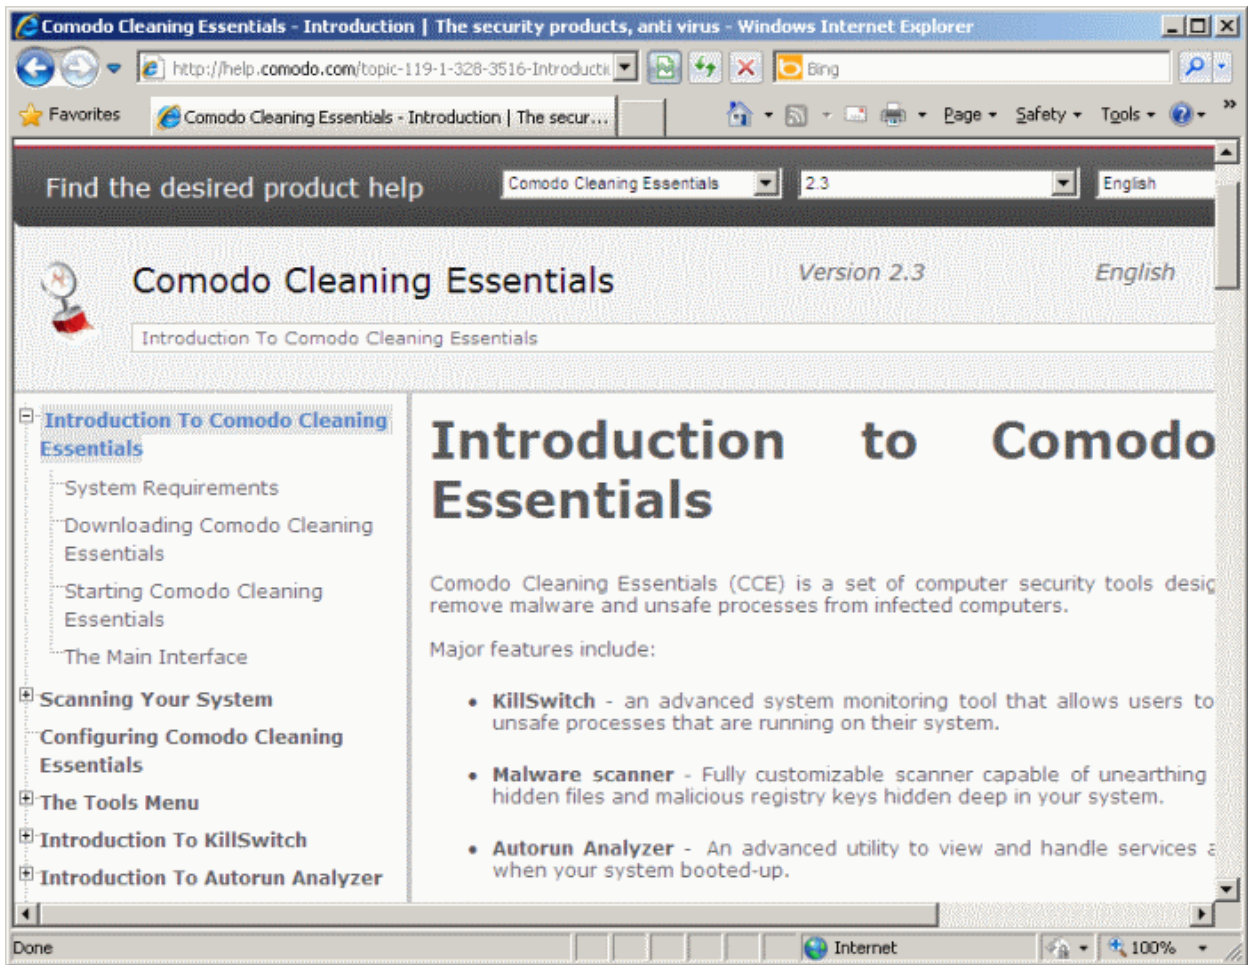 Comodo Cleaning Essentials - Introduction | The security products, anti virus - Windows Internet Explorer
http://help.comodo.com/topic-119-1-328-3516-Introducti
Bing
Favorites
Comodo Cleaning Essentials - Introduction | The secur...
Page
Safety
Tools
Find the desired product help
Comodo Cleaning Essentials
2.3
English
Comodo Cleaning Essentials
Version 2.3
English
Introduction To Comodo Cleaning Essentials
Introduction To Comodo Cleaning
Essentials
System Requirements
Downloading Comodo Cleaning
Essentials
Starting Comodo Cleaning
Essentials
The Main Interface
Scanning Your System
Configuring Comodo Cleaning
Essentials
The Tools Menu
Introduction To KillSwitch
Introduction To Autorun Analyzer
Introduction to Comodo
Essentials
Comodo Cleaning Essentials (CCE) is a set of computer security tools desig
remove malware and unsafe processes from infected computers.
Major features include:
• KillSwitch - an advanced system monitoring tool that allows users to
unsafe processes that are running on their system.
• Malware scanner - Fully customizable scanner capable of unearthing
hidden files and malicious registry keys hidden deep in your system.
• Autorun Analyzer - An advanced utility to view and handle services a
when your system booted-up.
Done
Internet
100%